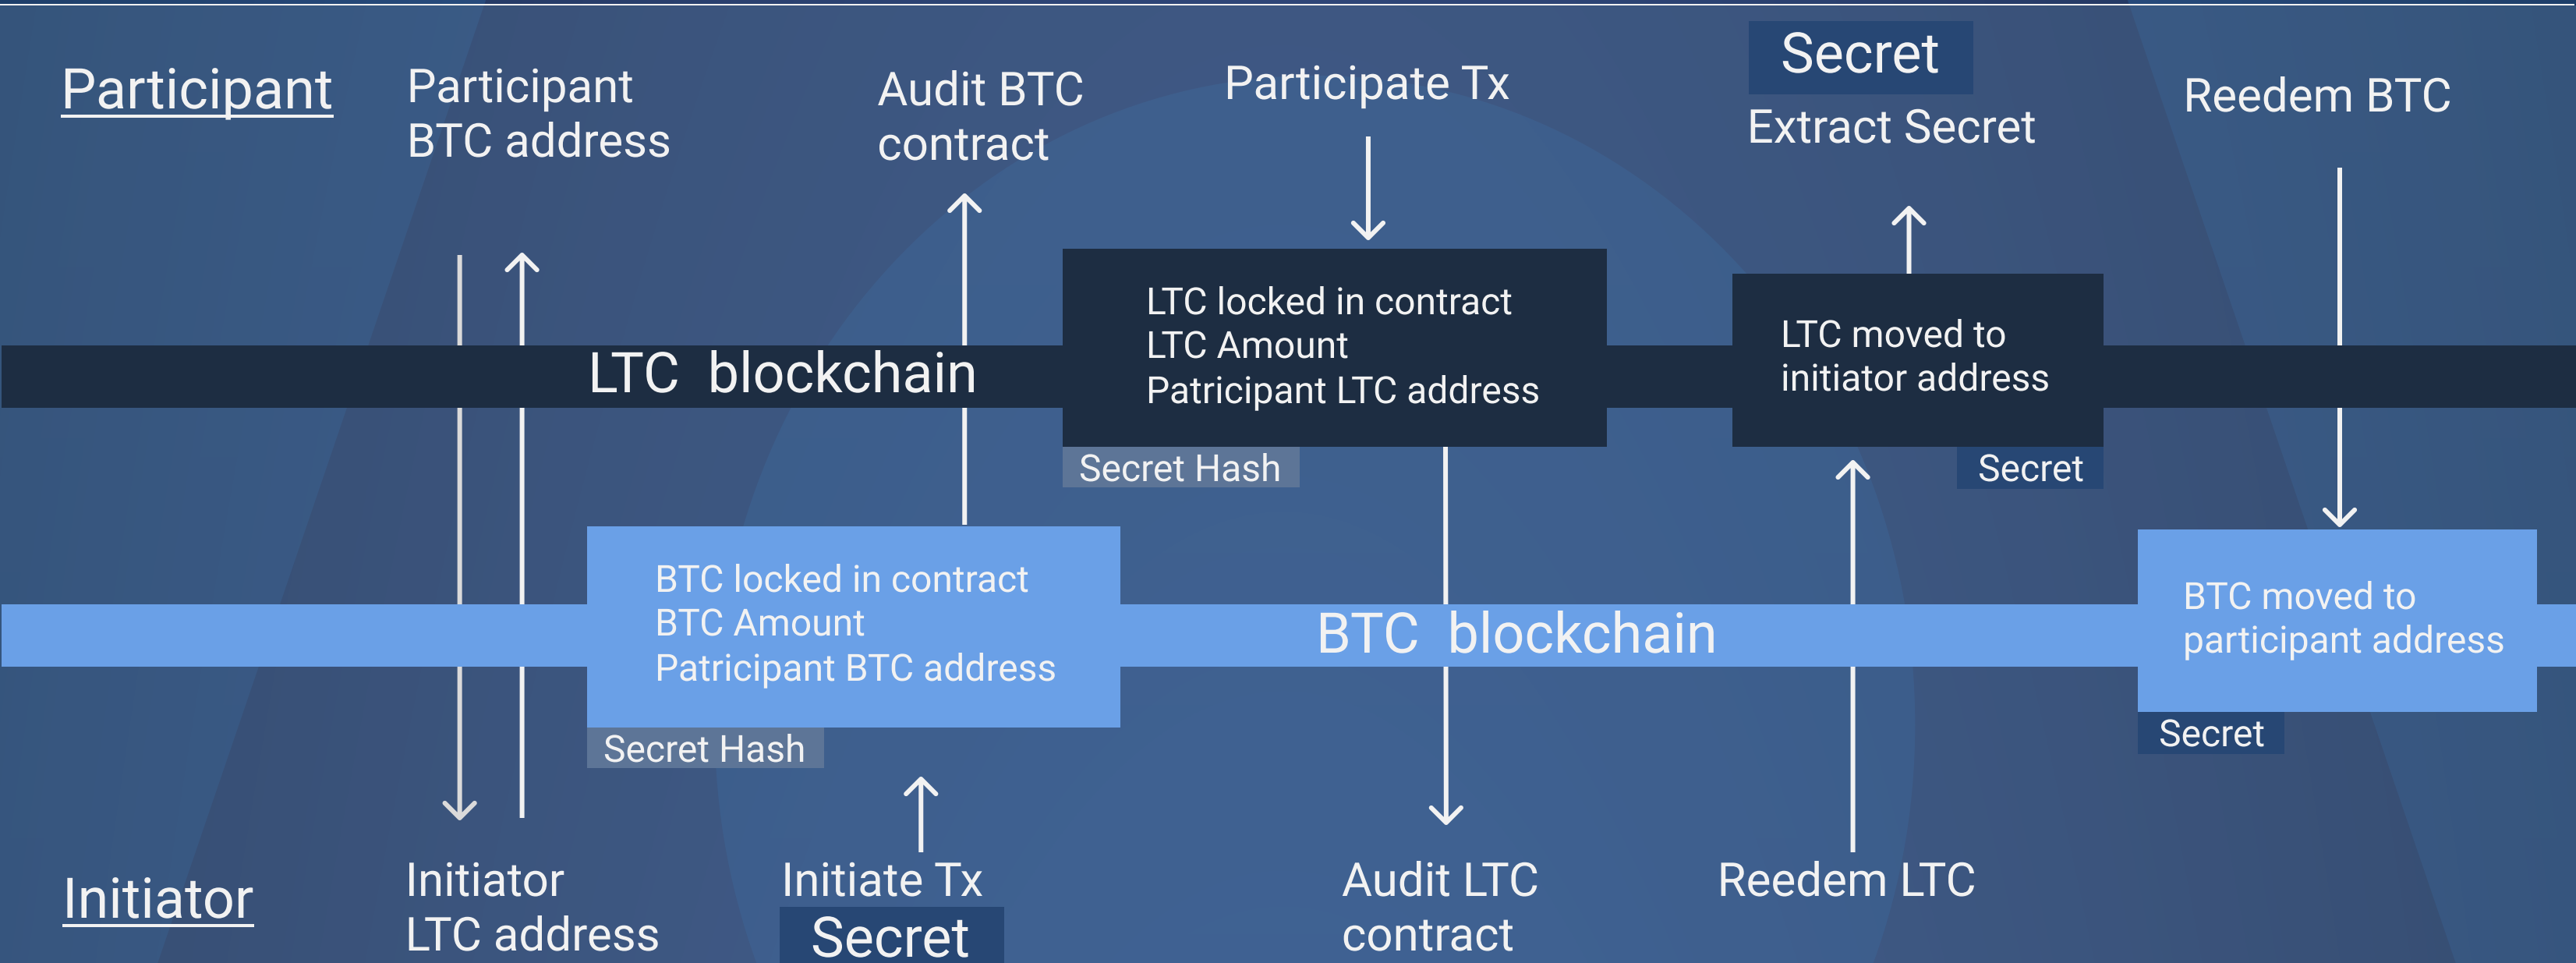 Participant
Participant
BTC address
Audit BTC
contract
Participate Tx
Secret
Extract Secret
Reedem BTC
LTC blockchain
LTC locked in contract
LTC Amount
Patricipant LTC address
Secret Hash
LTC moved to
initiator address
Secret
BTC locked in contract
BTC Amount
Patricipant BTC address
Secret Hash
BTC blockchain
BTC moved to
participant address
Secret
Initiator
Initiator
LTC address
Initiate Tx
Secret
Audit LTC
contract
Reedem LTC